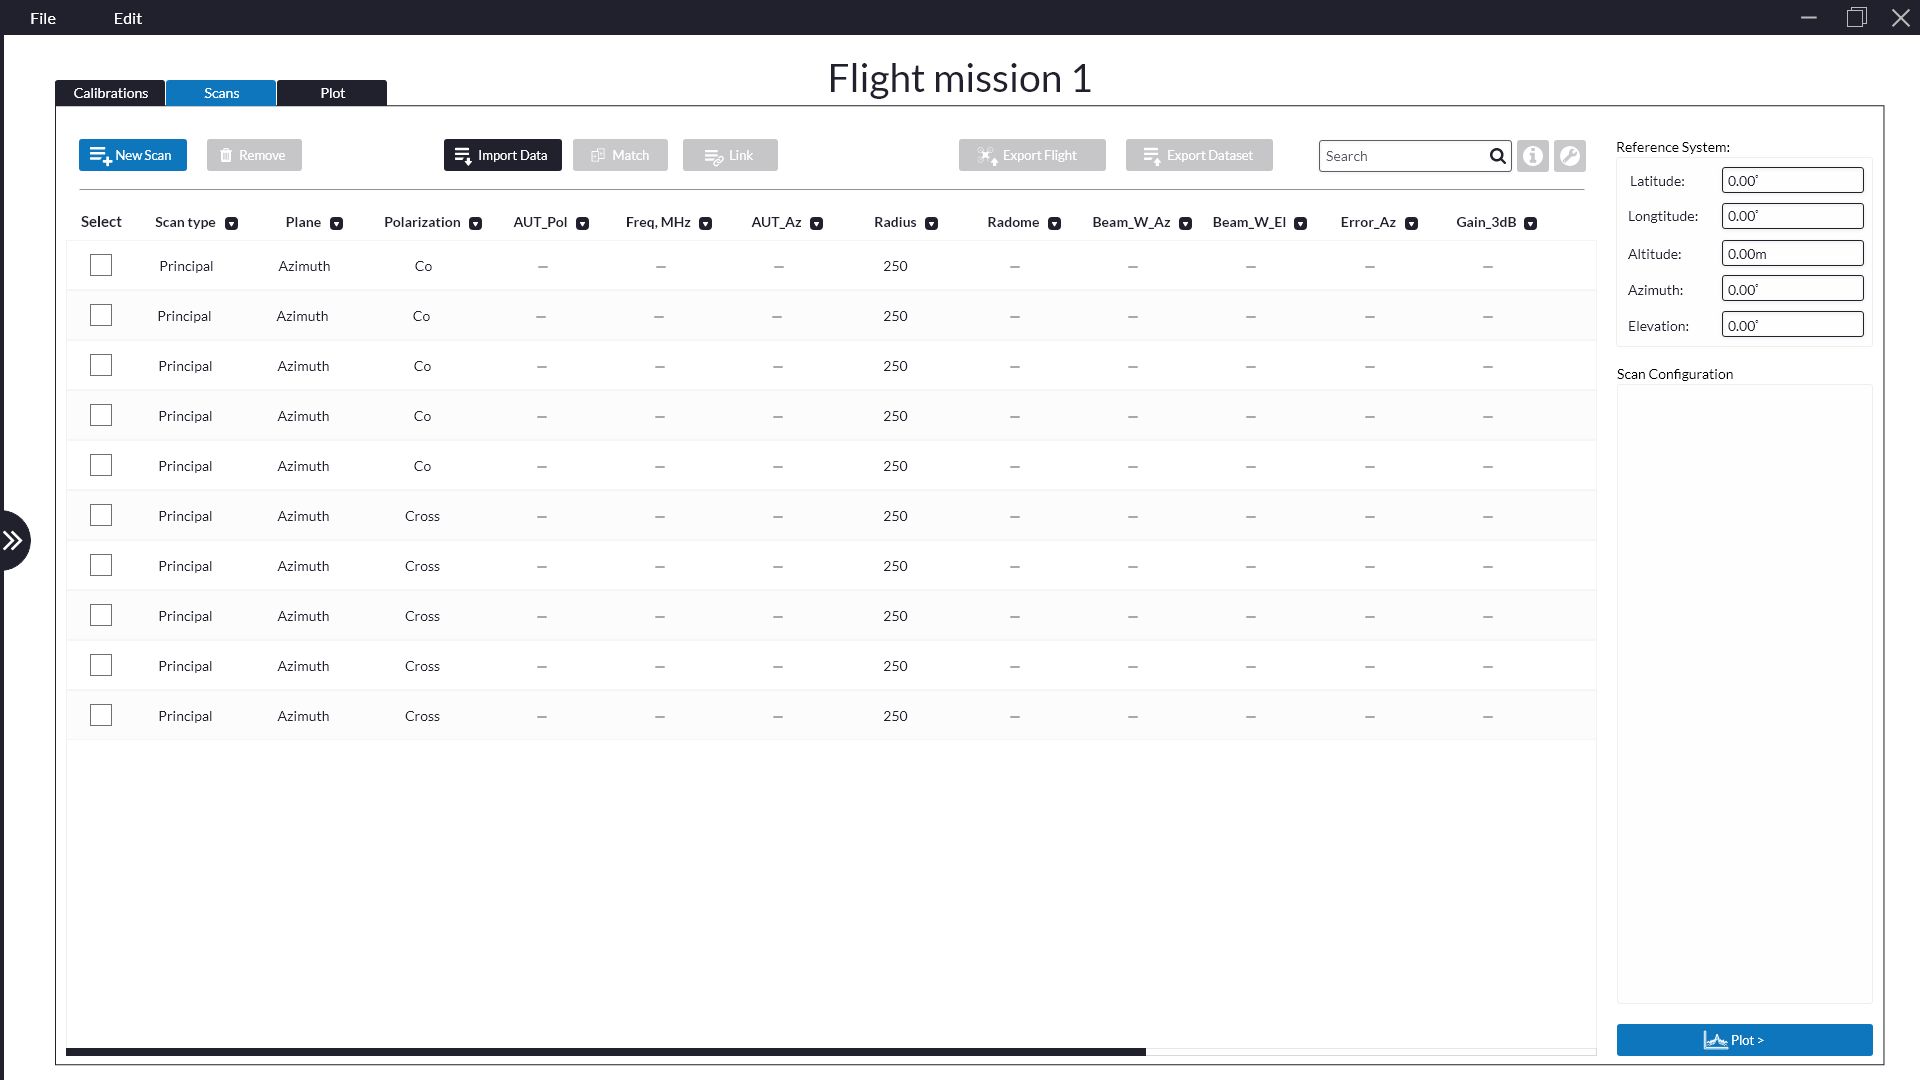 File Edit
Flight mission 1
Calibrations Scans Plot
New Scan Remove Import Data Match Link Export Flight Export Dataset Search
Select Scan type Plane Polarization AUT_Pol Freq, MHz AUT_Az Radius Radome Beam_W_Az Beam_W_El Error_Az Gain_3dB
Principal Azimuth Co – – – 250 – – – – –
Principal Azimuth Co – – – 250 – – – – –
Principal Azimuth Co – – – 250 – – – – –
Principal Azimuth Co – – – 250 – – – – –
Principal Azimuth Co – – – 250 – – – – –
Principal Azimuth Cross – – – 250 – – – – –
Principal Azimuth Cross – – – 250 – – – – –
Principal Azimuth Cross – – – 250 – – – – –
Principal Azimuth Cross – – – 250 – – – – –
Principal Azimuth Cross – – – 250 – – – – –
Reference System:
Latitude: 0.00°
Longtitude: 0.00°
Altitude: 0.00m
Azimuth: 0.00°
Elevation: 0.00°
Scan Configuration
Plot >